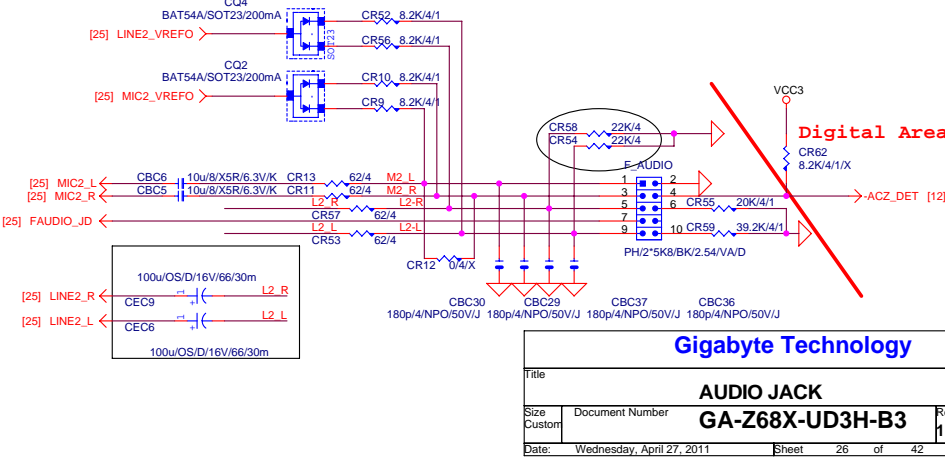 CQ4
BAT54A/SOT23/200mA
[25] LINE2_VREFO
SOT23
CR52 8.2K/4/1
CR56 8.2K/4/1
CQ2
BAT54A/SOT23/200mA
[25] MIC2_VREFO
CR10 8.2K/4/1
CR9 8.2K/4/1
VCC3
Digital Area
CR62
8.2K/4/1/X
CR58 22K/4
CR54 22K/4
F_AUDIO
[25] MIC2_L CBC6 10u/8/X5R/6.3V/K CR13 62/4 M2_L 1 2
[25] MIC2_R CBC5 10u/8/X5R/6.3V/K CR11 62/4 M2_R 3 4 -ACZ_DET [12]
L2_R L2-R 5 6 CR55 20K/4/1
[25] FAUDIO_JD CR57 62/4 7
L2_L L2-L 9 10 CR59 39.2K/4/1
CR53 62/4
PH/2*5K8/BK/2.54/VA/D
CR12 0/4/X
100u/OS/D/16V/66/30m
[25] LINE2_R CEC9 1 + L2_R
[25] LINE2_L CEC6 1 + L2_L
100u/OS/D/16V/66/30m
CBC30 CBC29 CBC37 CBC36
180p/4/NPO/50V/J 180p/4/NPO/50V/J 180p/4/NPO/50V/J 180p/4/NPO/50V/J
Gigabyte Technology
Title
AUDIO JACK
Size Document Number
Custom
GA-Z68X-UD3H-B3
Date: Wednesday, April 27, 2011 Sheet 26 of 42